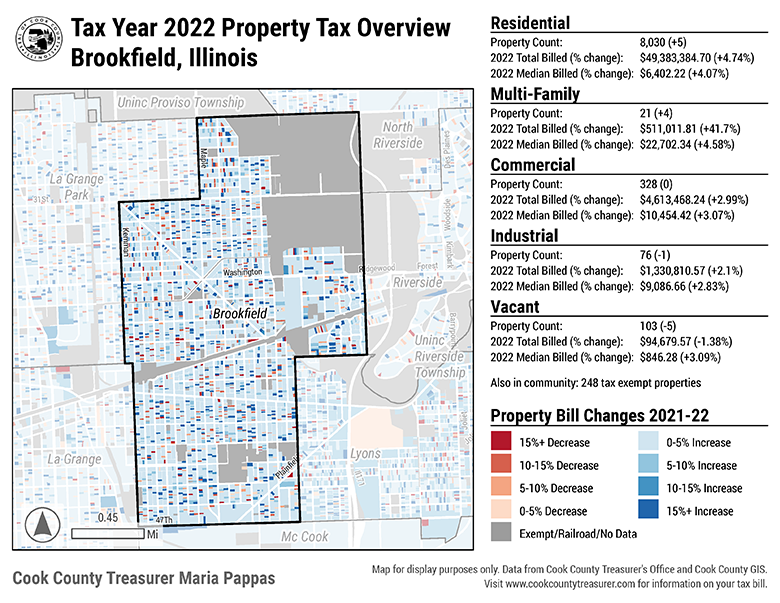 Tax Year 2022 Property Tax Overview
Brookfield, Illinois
Residential
Property Count: 8,030 (+5)
2022 Total Billed (% change): $49,383,384.70 (+4.74%)
2022 Median Billed (% change): $6,402.22 (+4.07%)
Multi-Family
Property Count: 21 (+4)
2022 Total Billed (% change): $511,011.81 (+41.7%)
2022 Median Billed (% change): $22,702.34 (+4.58%)
Commercial
Property Count: 328 (0)
2022 Total Billed (% change): $4,613,468.24 (+2.99%)
2022 Median Billed (% change): $10,454.42 (+3.07%)
Industrial
Property Count: 76 (-1)
2022 Total Billed (% change): $1,330,810.57 (+2.1%)
2022 Median Billed (% change): $9,086.66 (+2.83%)
Vacant
Property Count: 103 (-5)
2022 Total Billed (% change): $94,679.57 (-1.38%)
2022 Median Billed (% change): $846.28 (+3.09%)
Also in community: 248 tax exempt properties
Property Bill Changes 2021-22
15%+ Decrease
10-15% Decrease
5-10% Decrease
0-5% Decrease
0-5% Increase
5-10% Increase
10-15% Increase
15%+ Increase
Exempt/Railroad/No Data
Uninc Proviso Township
North
Riverside
Maple
La Grange
Park
31St
Kemman
Woodside
Washington
Ridgewood
Forest
Riverside
Brookfield
Uninc
Riverside
Township
La Grange
Lyons
47Th
Mc Cook
0.45
Mi
Cook County Treasurer Maria Pappas
Map for display purposes only. Data from Cook County Treasurer's Office and Cook County GIS.
Visit www.cookcountytreasurer.com for information on your tax bill.